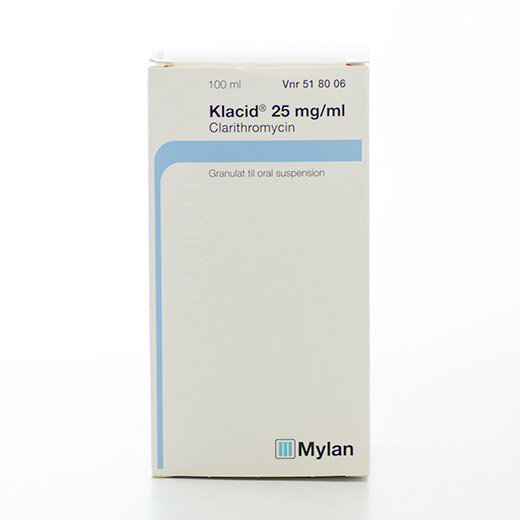 100 ml Vnr 51 80 06
Klacid® 25 mg/ml
Clarithromycin
Granulat til oral suspension
Mylan